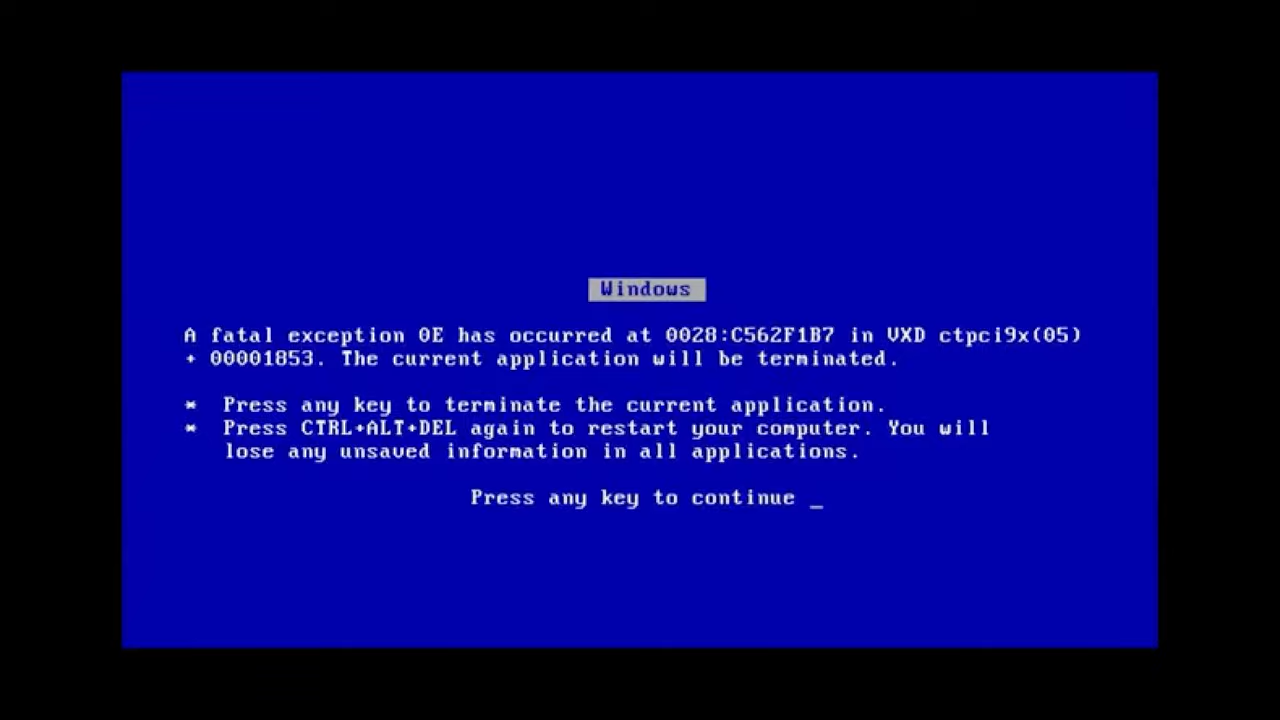 Windows
A fatal exception 0E has occurred at 0028:C562F1B7 in VXD ctpci9x(05)
+ 00001853. The current application will be terminated.
* Press any key to terminate the current application.
* Press CTRL+ALT+DEL again to restart your computer. You will
lose any unsaved information in all applications.
Press any key to continue _